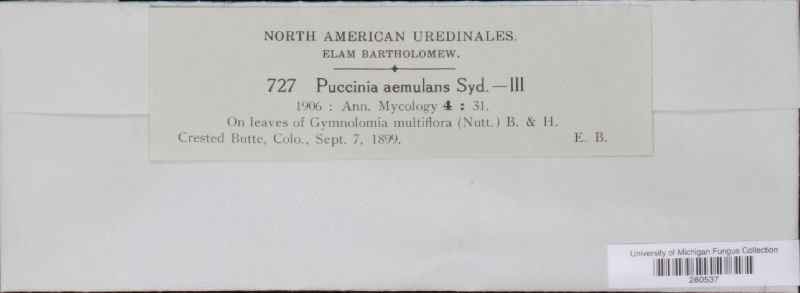 NORTH AMERICAN UREDINALES.
ELAM BARTHOLOMEW.
727 Puccinia aemulans Syd.—III
1906 : Ann. Mycology 4 : 31.
On leaves of Gymnolomia multiflora (Nutt.) B. & H.
Crested Butte, Colo., Sept. 7, 1899. E. B.
University of Michigan Fungus Collection
280537